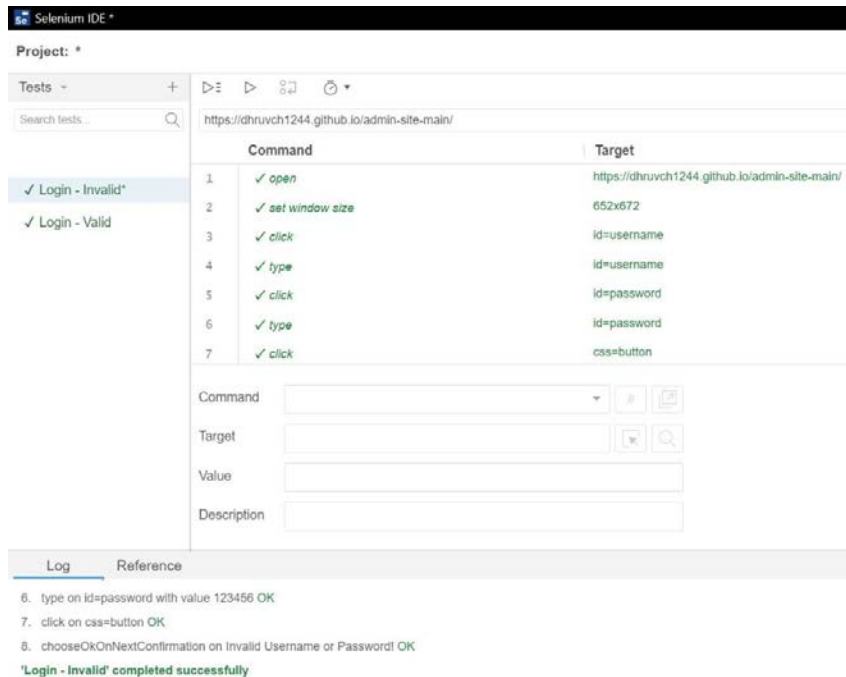 Se Selenium IDE *
Project: *
Tests
Search tests...
https://dhruvch1244.github.io/admin-site-main/
Command Target
✓ Login - Invalid*
✓ Login - Valid
1 ✓ open https://dhruvch1244.github.io/admin-site-main/
2 ✓ set window size 652x672
3 ✓ click id=username
4 ✓ type id=username
5 ✓ click id=password
6 ✓ type id=password
7 ✓ click css=button
Command //
Target
Value
Description
Log Reference
6. type on id=password with value 123456 OK
7. click on css=button OK
8. chooseOkOnNextConfirmation on Invalid Username or Password! OK
'Login - Invalid' completed successfully